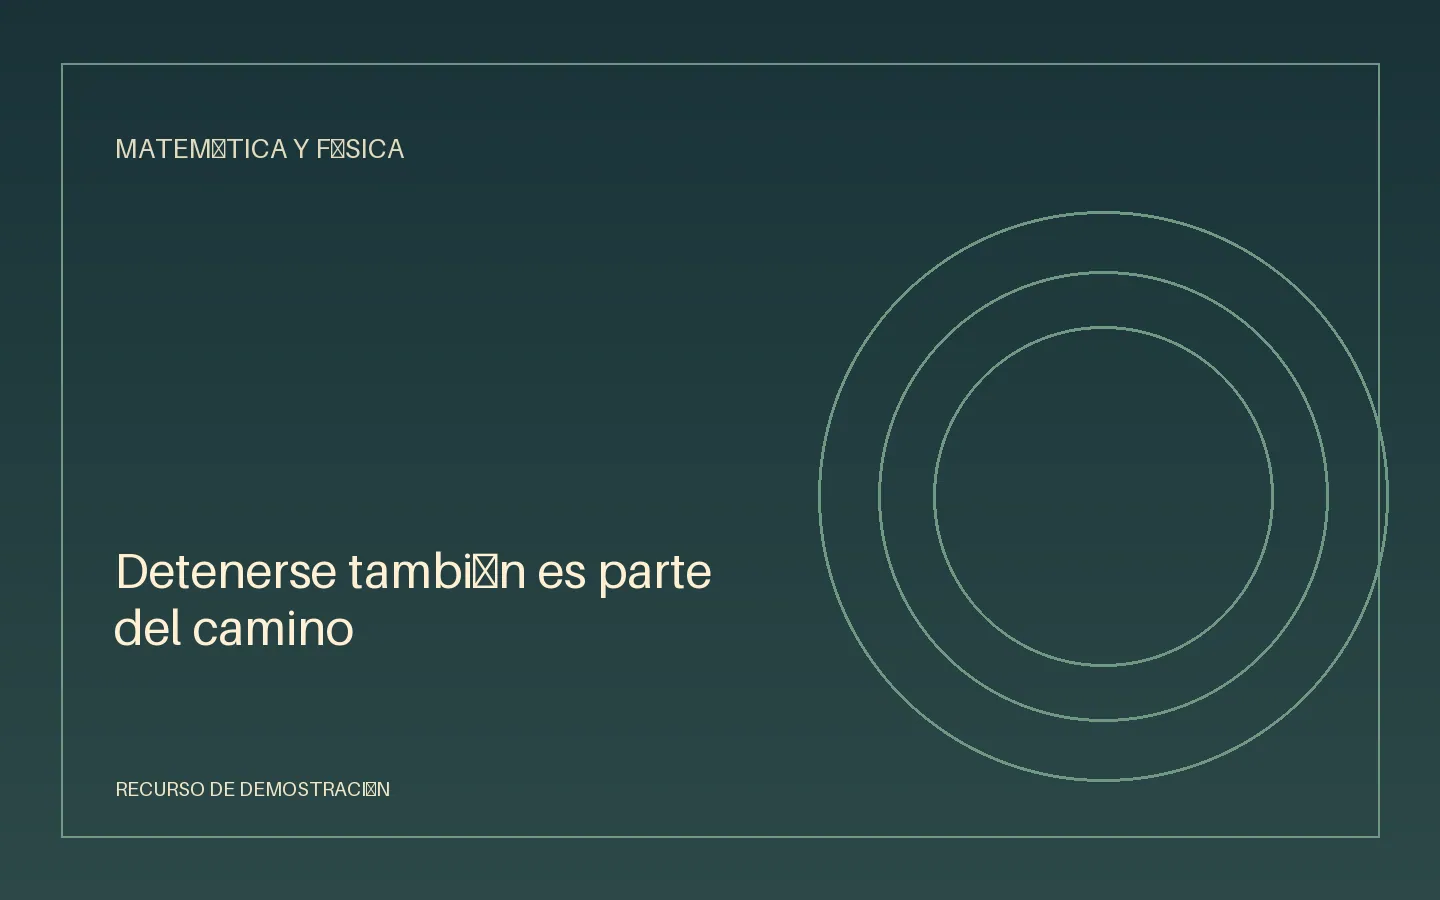 MATEM☒TICA Y F☒SICA
Detenerse tambi☒n es parte
del camino
RECURSO DE DEMOSTRACI☒N